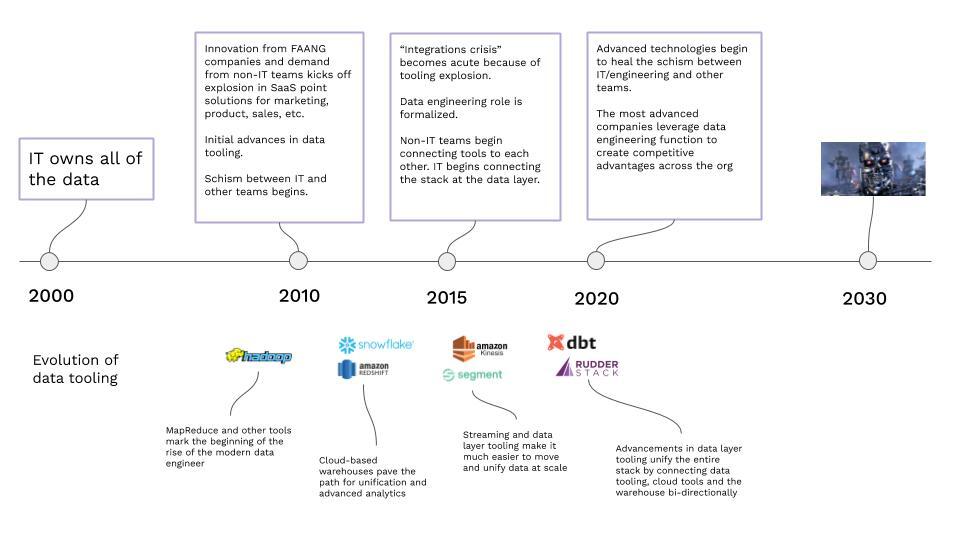 IT owns all of
the data
Innovation from FAANG
companies and demand
from non-IT teams kicks off
explosion in SaaS point
solutions for marketing,
product, sales, etc.
Initial advances in data
tooling.
Schism between IT and
other teams begins.
“Integrations crisis”
becomes acute because of
tooling explosion.
Data engineering role is
formalized.
Non-IT teams begin
connecting tools to each
other. IT begins connecting
the stack at the data layer.
Advanced technologies begin
to heal the schism between
IT/engineering and other
teams.
The most advanced
companies leverage data
engineering function to
create competitive
advantages across the org
2000
2010
2015
2020
2030
Evolution of
data tooling
hadoop
snowflake
amazon
REDSHIFT
amazon
Kinesis
segment
dbt
RUDDER
STACK
MapReduce and other tools
mark the beginning of the
rise of the modern data
engineer
Cloud-based
warehouses pave the
path for unification and
advanced analytics
Streaming and data
layer tooling make it
much easier to move
and unify data at scale
Advancements in data layer
tooling unify the entire
stack by connecting data
tooling, cloud tools and the
warehouse bi-directionally